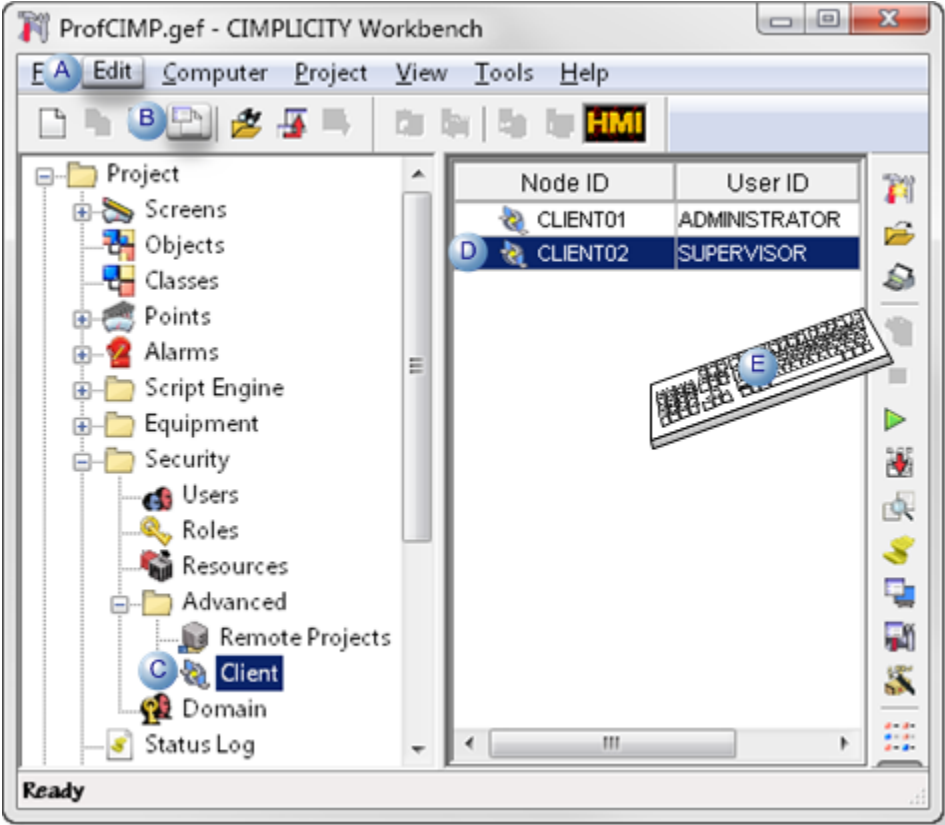 ProfCIMP.gef - CIMPLICITY Workbench
F A Edit Computer Project View Tools Help
B HMI
Project
Screens
Objects
Classes
Points
Alarms
Script Engine
Equipment
Security
Users
Roles
Resources
Advanced
Remote Projects
C Client
Domain
Status Log
Node ID User ID
CLIENT01 ADMINISTRATOR
D CLIENT02 SUPERVISOR
E
Ready